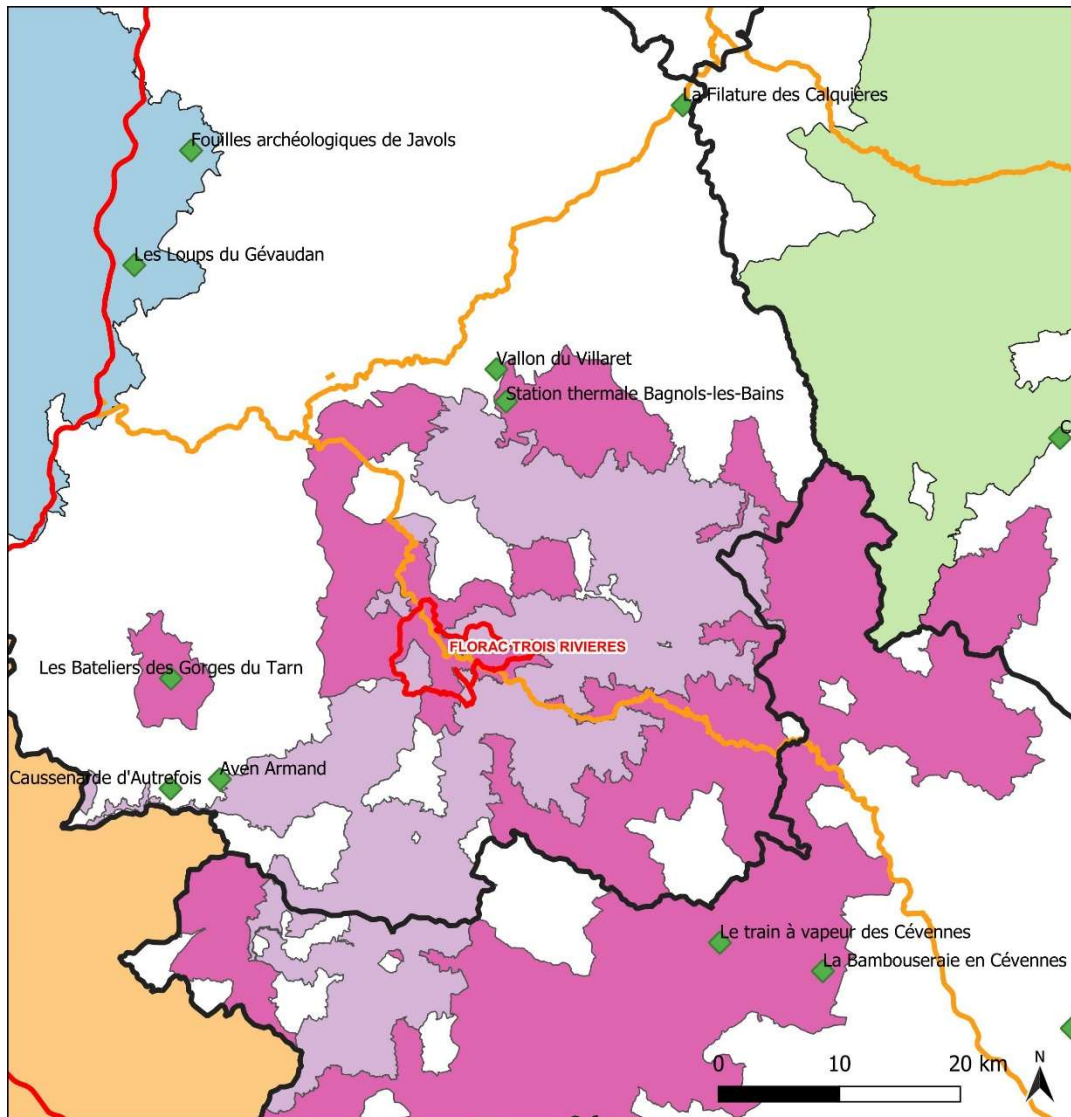 La Filature des Calquières
Fouilles archéologiques de Javols
Les Loups du Gévaudan
Vallon du Villaret
Station thermale Bagnols-les-Bains
C
FLORAC TROIS RIVIERES
Les Bateliers des Gorges du Tarn
Aven Armand
Caussenarde d'Autrefois
Le train à vapeur des Cévennes
La Bambouseraie en Cévennes
0 10 20 km
N